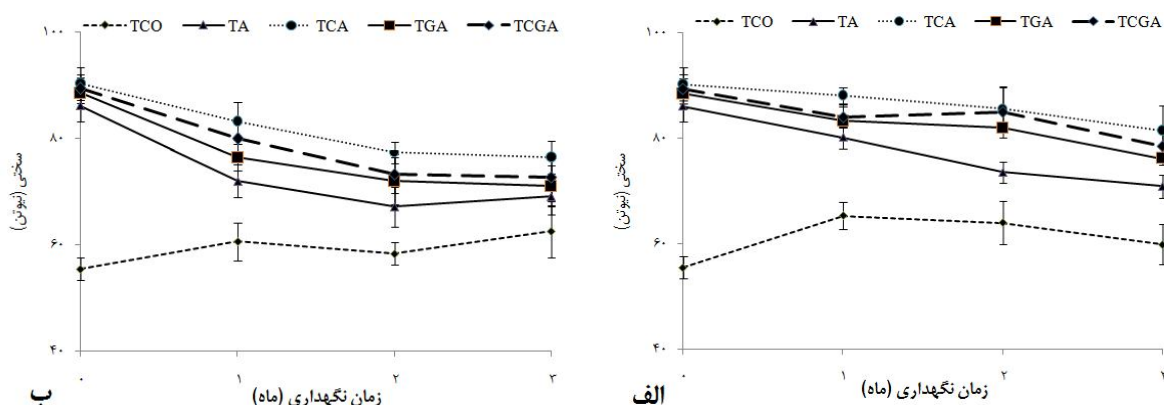 TCO TA TCA TGA TCGA
۱۰۰
۸۰
۶۰
۴۰
سختی (نیوتن)
۰ ۱ ۲
زمان نگهداری (ماه)
الف
TCO TA TCA TGA TCGA
۱۰۰
۸۰
۶۰
۴۰
سختی (نیوتن)
۰ ۱ ۲ ۳
زمان نگهداری (ماه)
ب